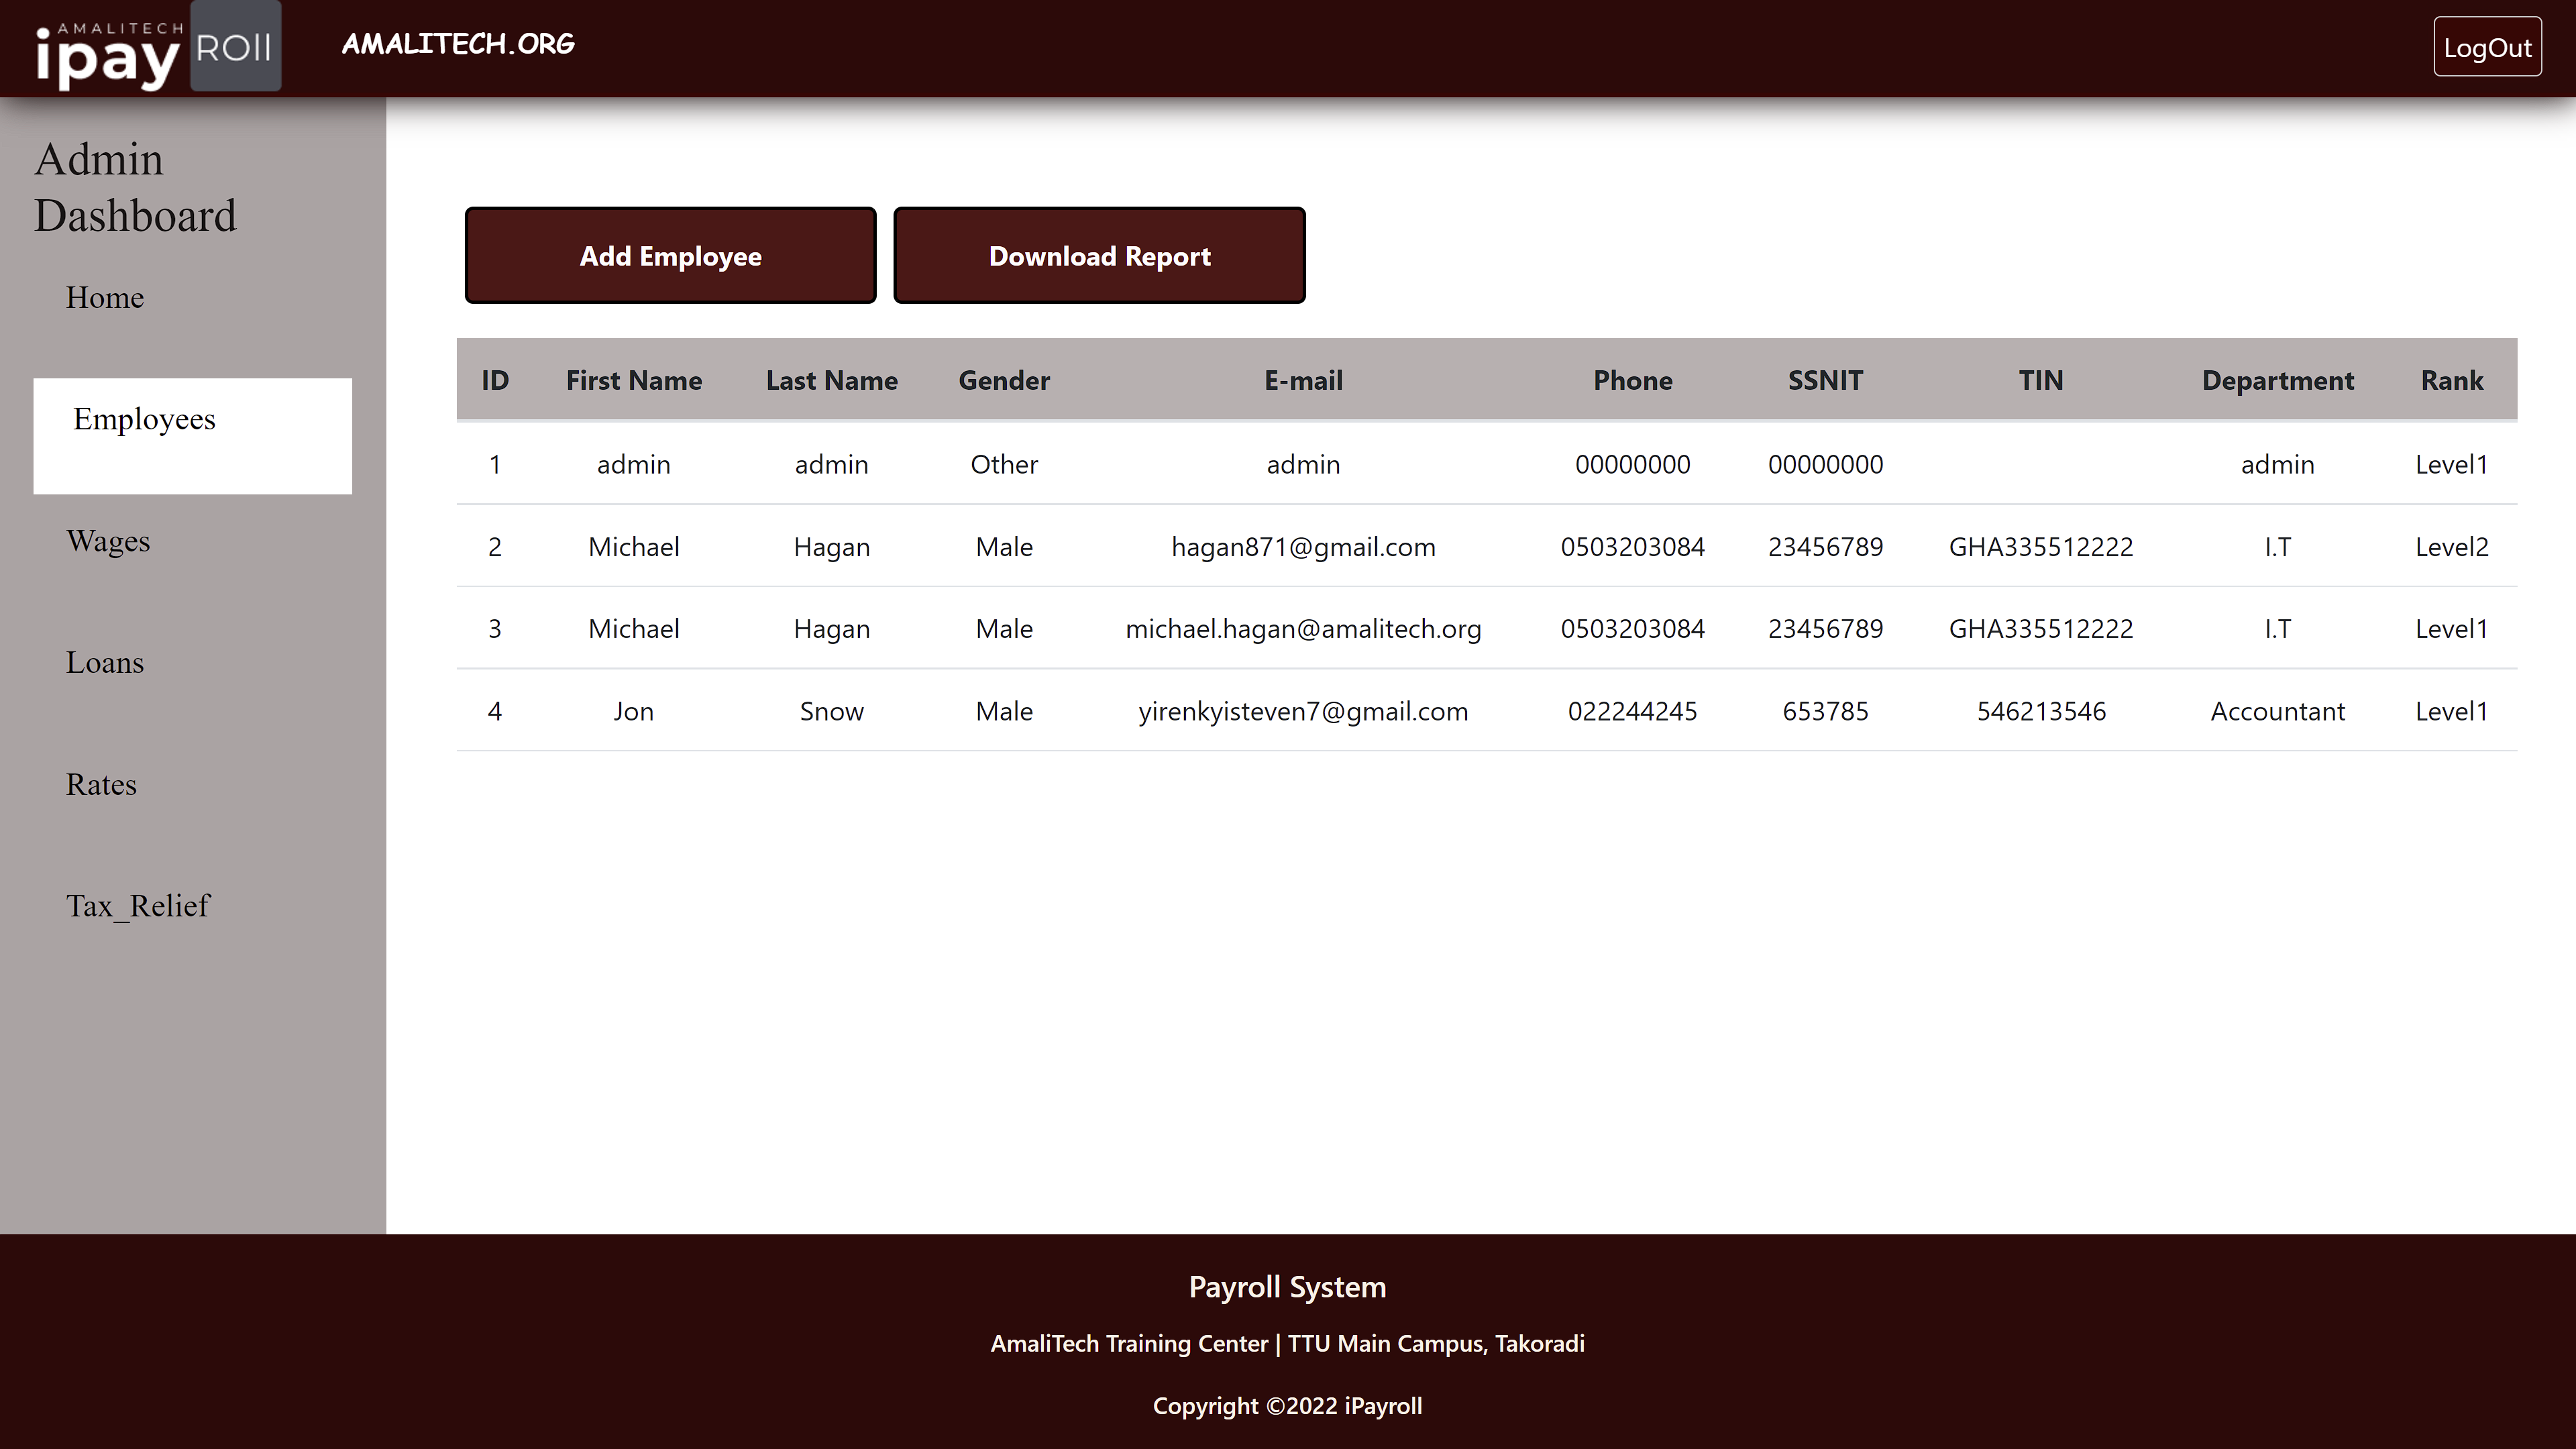 AMALITECH
ipay ROll
AMALITECH.ORG
LogOut
Admin
Dashboard
Home
Employees
Wages
Loans
Rates
Tax_Relief
Add Employee Download Report
ID First Name Last Name Gender E-mail Phone SSNIT TIN Department Rank
1 admin admin Other admin 00000000 00000000 admin Level1
2 Michael Hagan Male hagan871@gmail.com 0503203084 23456789 GHA335512222 I.T Level2
3 Michael Hagan Male michael.hagan@amalitech.org 0503203084 23456789 GHA335512222 I.T Level1
4 Jon Snow Male yirenkyisteven7@gmail.com 022244245 653785 546213546 Accountant Level1
Payroll System
AmaliTech Training Center | TTU Main Campus, Takoradi
Copyright ©2022 iPayroll